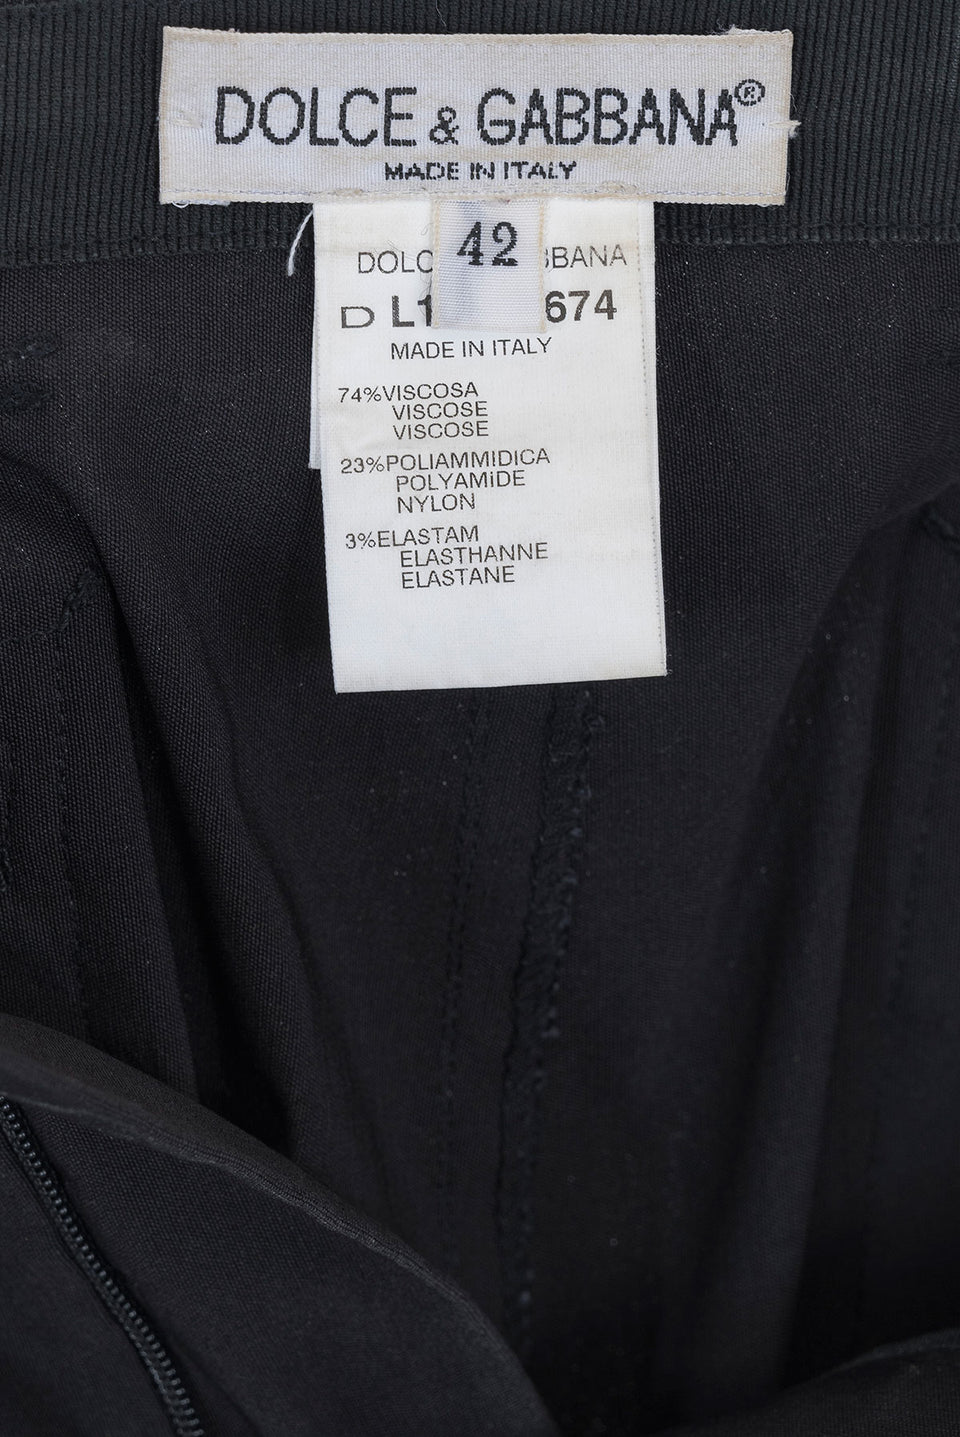 DOLCE & GABBANA®
MADE IN ITALY
42
DOLC BBANA
D L1 674
MADE IN ITALY
74%VISCOSA
VISCOSE
VISCOSE
23%POLIAMMIDICA
POLYAMiDE
NYLON
3%ELASTAM
ELASTHANNE
ELASTANE